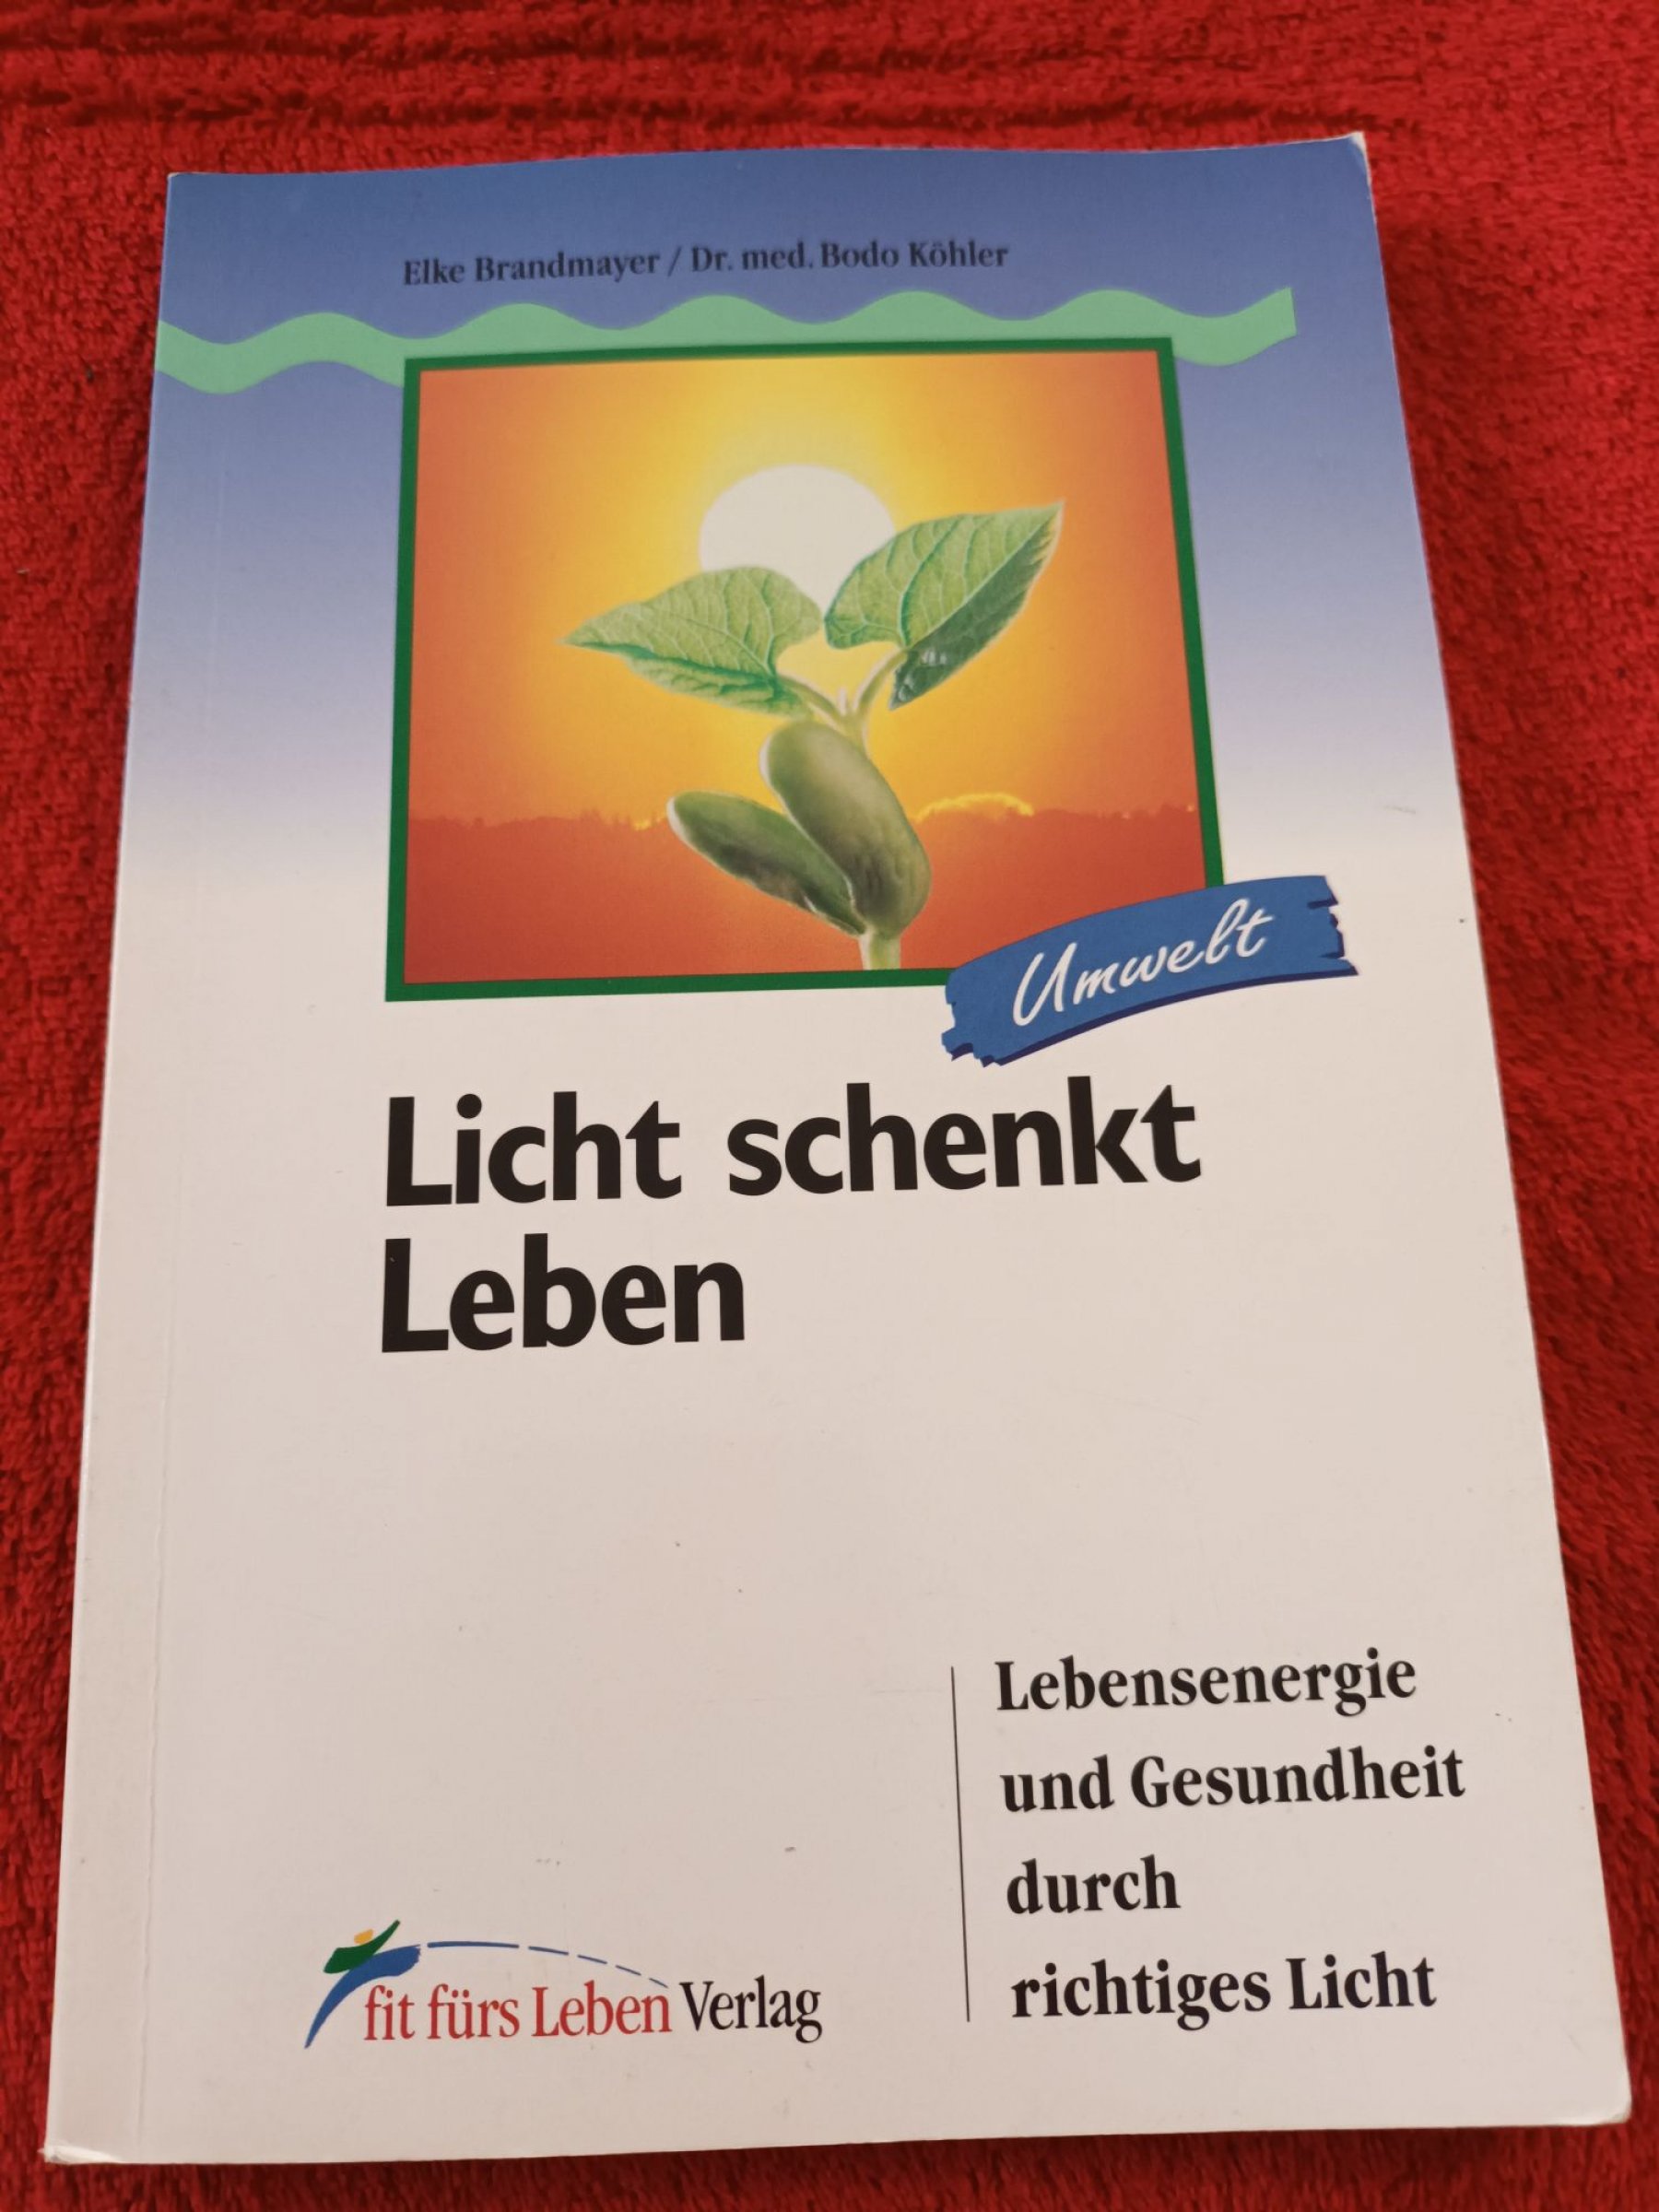 Elke Brandmayer / Dr. med. Bodo Köhler
Umwelt
Licht schenkt
Leben
Lebensenergie
und Gesundheit
durch
richtiges Licht
fit fürs Leben Verlag